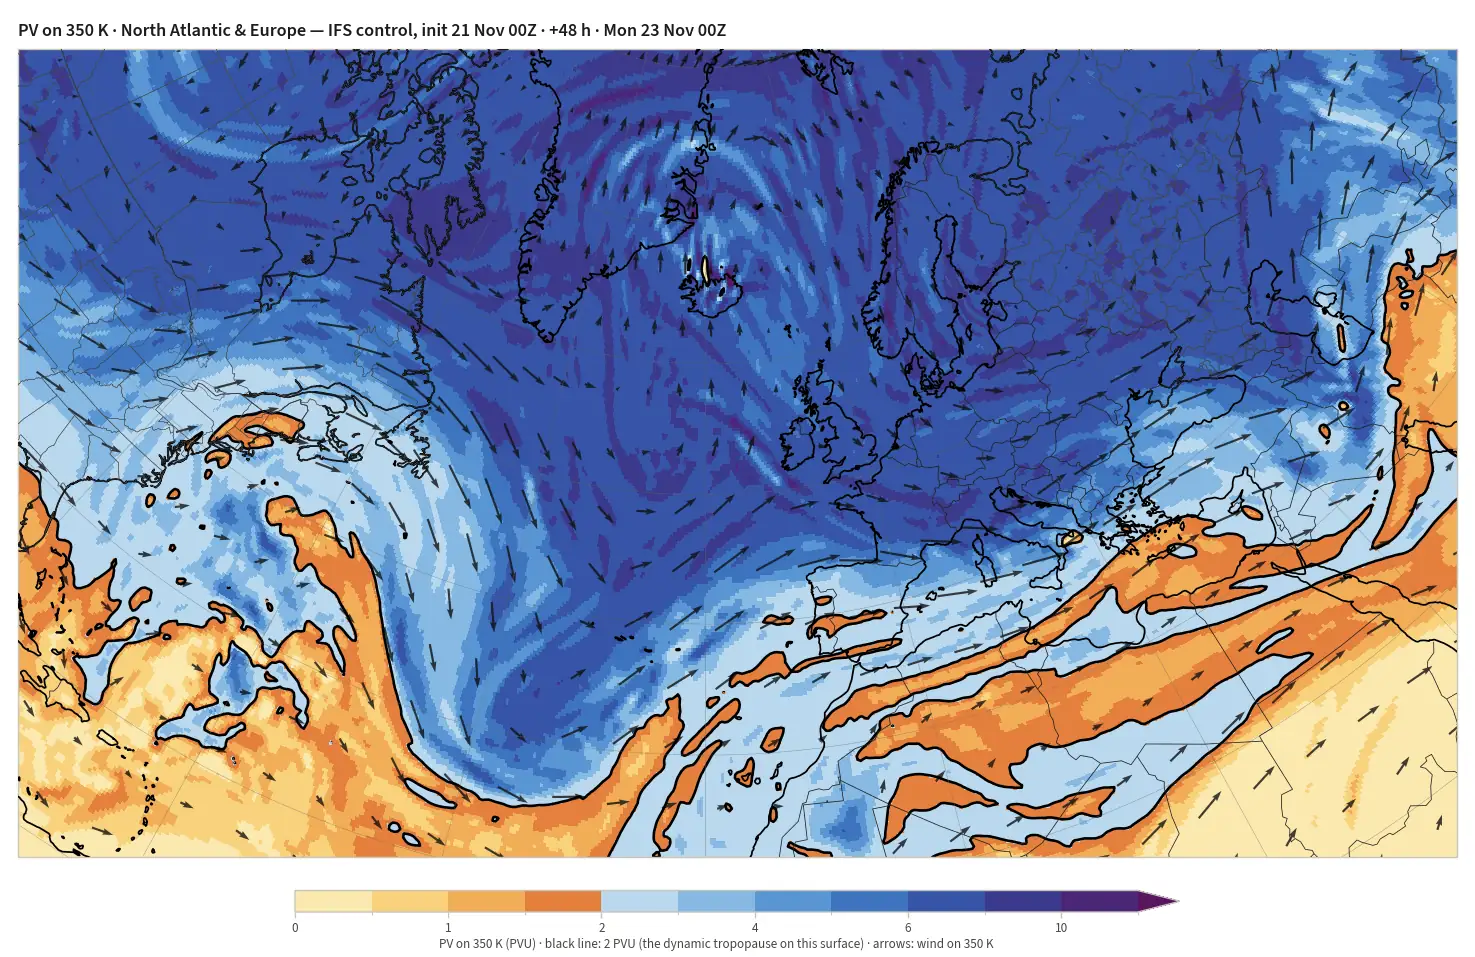 PV on 350 K · North Atlantic & Europe — IFS control, init 21 Nov 00Z · +48 h · Mon 23 Nov 00Z
0 1 2 4 6 10
PV on 350 K (PVU) · black line: 2 PVU (the dynamic tropopause on this surface) · arrows: wind on 350 K